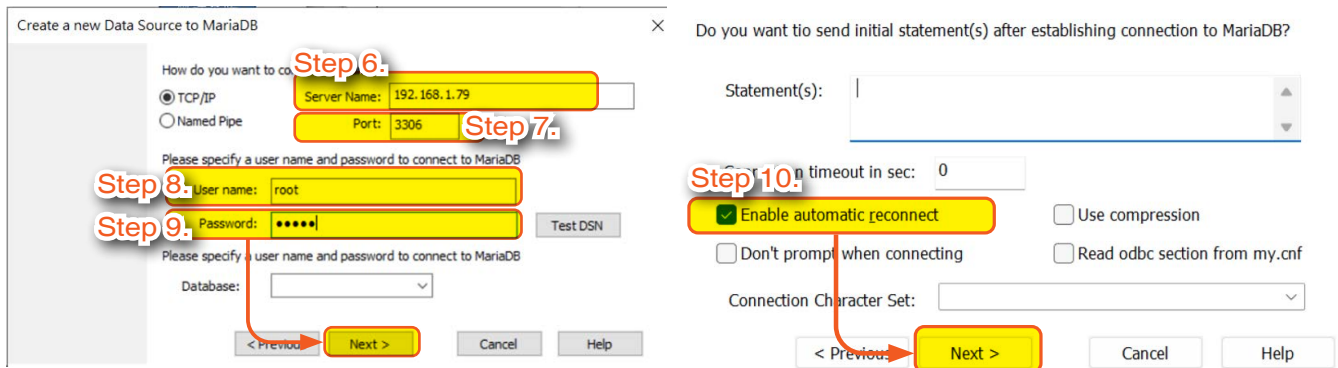 Create a new Data Source to MariaDB
How do you want to co
Step 6.
TCP/IP
Server Name: 192.168.1.79
Named Pipe
Port: 3306
Step 7.
Please specify a user name and password to connect to MariaDB
Step 8.
User name: root
Step 9.
Password: •••••
Test DSN
Please specify a user name and password to connect to MariaDB
Database:
< Previous
Next >
Cancel
Help
Do you want tio send initial statement(s) after establishing connection to MariaDB?
Statement(s):
Step 10.
timeout in sec: 0
Enable automatic reconnect
Use compression
Don't prompt when connecting
Read odbc section from my.cnf
Connection Character Set:
< Previous
Next >
Cancel
Help